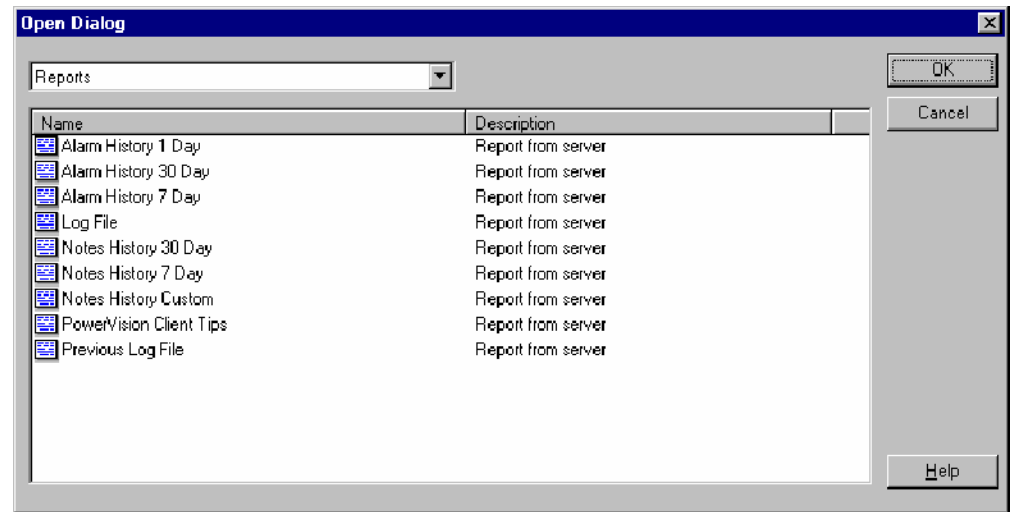 Open Dialog
Reports
OK
Cancel
Name Description
Alarm History 1 Day Report from server
Alarm History 30 Day Report from server
Alarm History 7 Day Report from server
Log File Report from server
Notes History 30 Day Report from server
Notes History 7 Day Report from server
Notes History Custom Report from server
PowerVision Client Tips Report from server
Previous Log File Report from server
Help